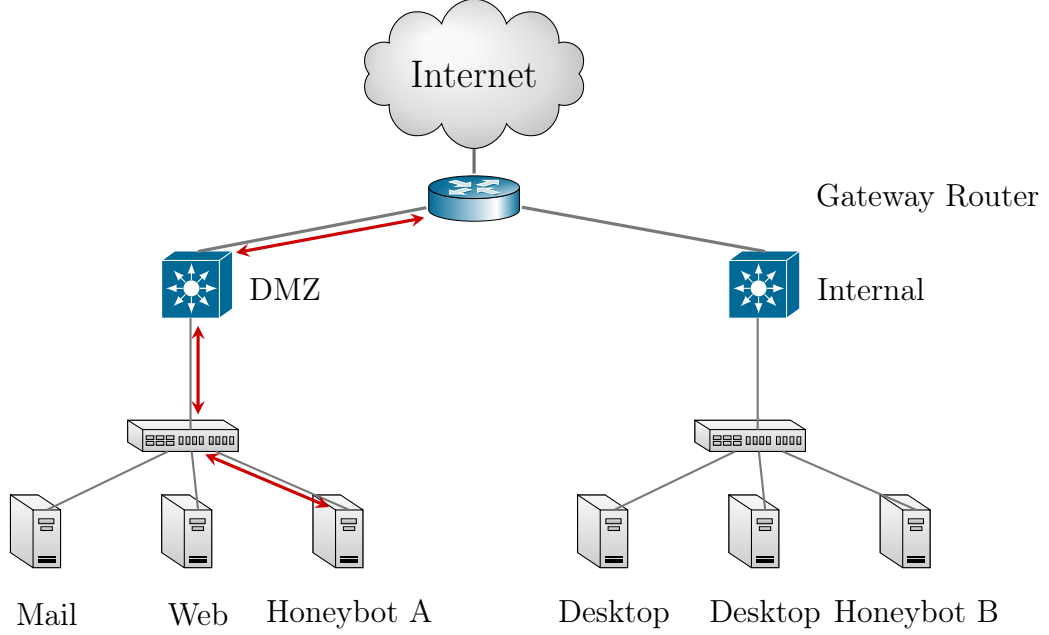 Internet
Gateway Router
DMZ
Internal
Mail
Web
Honeybot A
Desktop
Desktop
Honeybot B